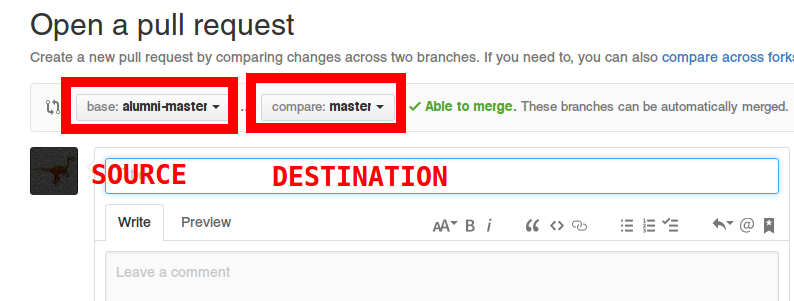 Open a pull request
Create a new pull request by comparing changes across two branches. If you need to, you can also compare across forks
base: alumni-master ... compare: master Able to merge. These branches can be automatically merged.
SOURCE DESTINATION
Write Preview AA B i “ <> @
Leave a comment